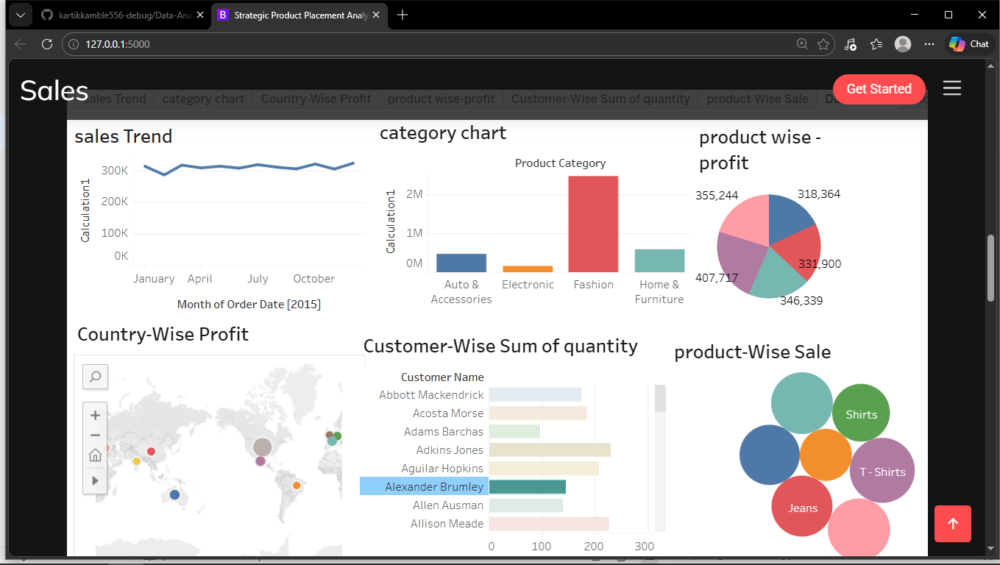 kartikkamble556-debug/Data-Ana
Strategic Product Placement Analy
127.0.0.1:5000
Chat
Sales
Get Started
Sales Trend
category chart
Country-Wise Profit
product wise-profit
Customer-Wise Sum of quantity
product-Wise Sale
sales Trend
Calculation1
300K
200K
100K
0K
January
April
July
October
Month of Order Date [2015]
category chart
Product Category
Calculation1
2M
1M
0M
Auto &
Accessories
Electronic
Fashion
Home &
Furniture
product wise -
profit
355,244
318,364
331,900
407,717
346,339
Country-Wise Profit
Customer-Wise Sum of quantity
Customer Name
Abbott Mackendrick
Acosta Morse
Adams Barchas
Adkins Jones
Aguilar Hopkins
Alexander Brumley
Allen Ausman
Allison Meade
0
100
200
300
product-Wise Sale
Shirts
T - Shirts
Jeans